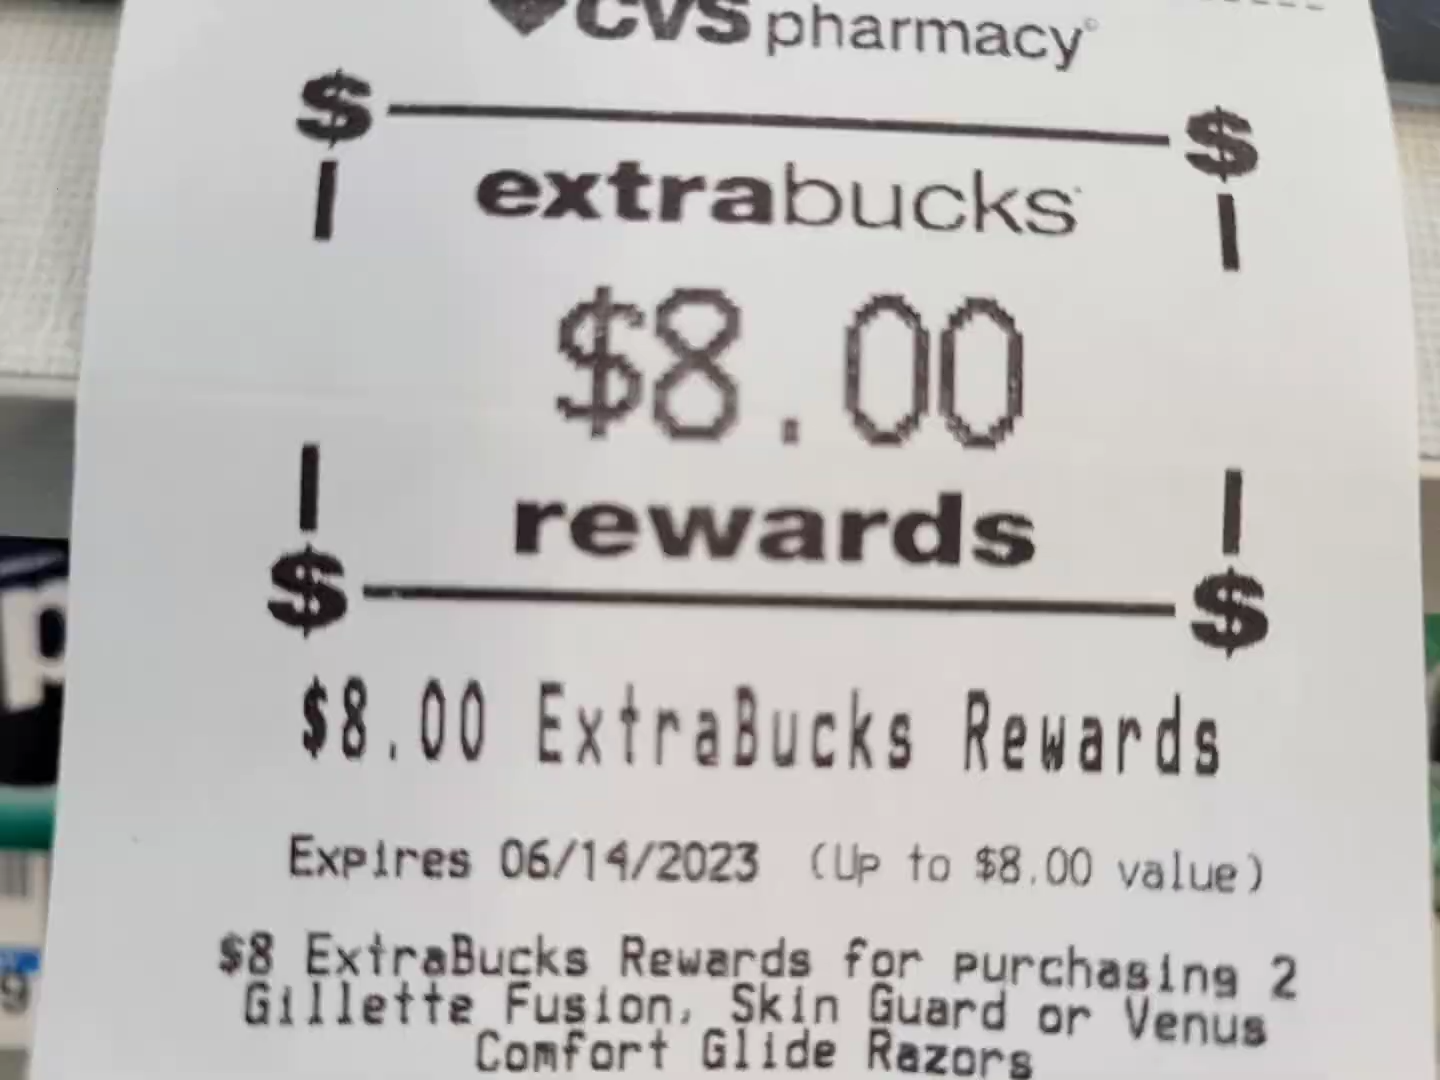 CVS pharmacy
$ $
extrabucks
$8.00
rewards
$ $
$8.00 ExtraBucks Rewards
Expires 06/14/2023 (Up to $8.00 value)
$8 ExtraBucks Rewards for purchasing 2
Gillette Fusion, Skin Guard or Venus
Comfort Glide Razors
p
g